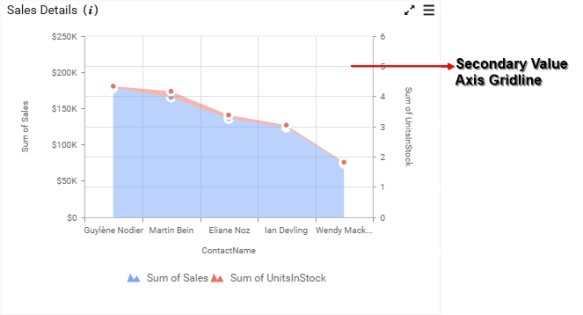 Sales Details (i)
$250K
$200K
$150K
$100K
$50K
$0
Sum of Sales
6
5
4
3
2
1
0
Sum of UnitsInStock
Secondary Value
Axis Gridline
Guylène Nodier Martin Bein Eliane Noz Ian Devling Wendy Mack...
ContactName
Sum of Sales Sum of UnitsInStock